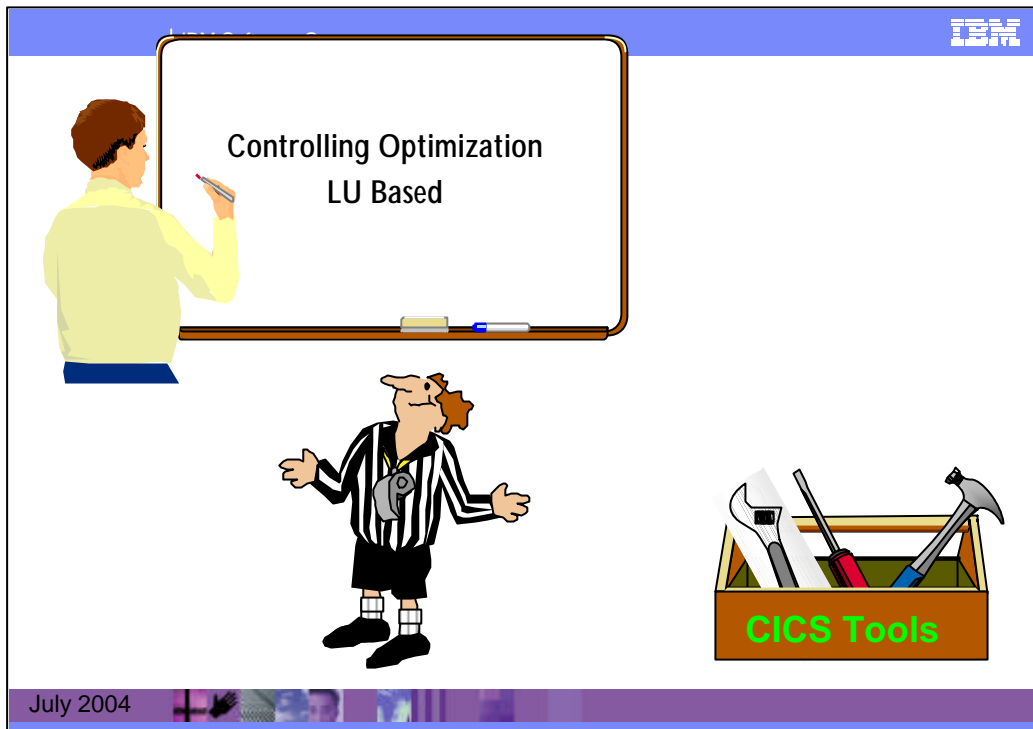 IBM
Controlling Optimization
LU Based
CICS Tools
July 2004